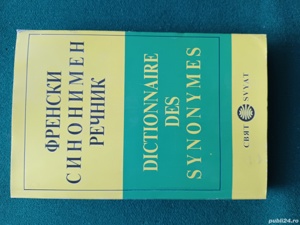 ФРЕНСКИ
СИНОНИМЕН
РЕЧНИК
DICTIONNAIRE
DES
SYNONYMES
СВЯТ
SVYAT
publi24.ro